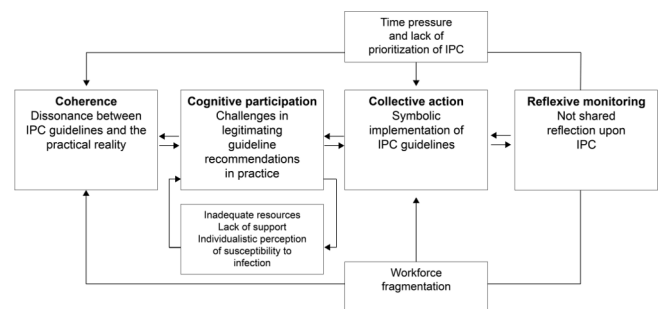 Time pressure
and lack of
prioritization of IPC
Coherence
Dissonance between
IPC guidelines and the
practical reality
Cognitive participation
Challenges in
legitimating
guideline
recommendations
in practice
Collective action
Symbolic
implementation of
IPC guidelines
Reflexive monitoring
Not shared
reflection upon
IPC
Inadequate resources
Lack of support
Individualistic perception
of susceptibility to
infection
Workforce
fragmentation